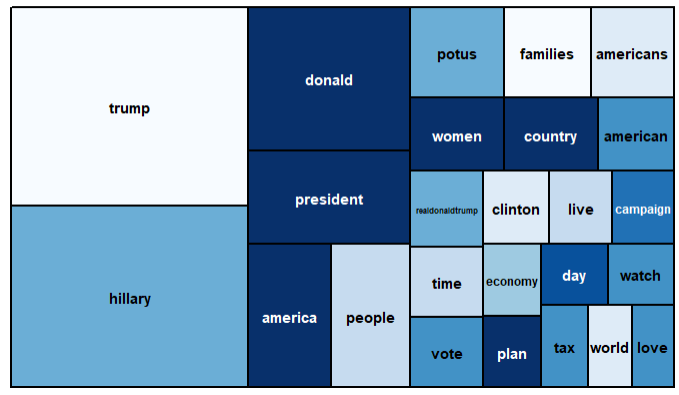 trump
hillary
donald
president
america
people
potus
families
americans
women
country
american
realdonaldtrump
clinton
live
campaign
time
economy
day
watch
vote
plan
tax
world
love